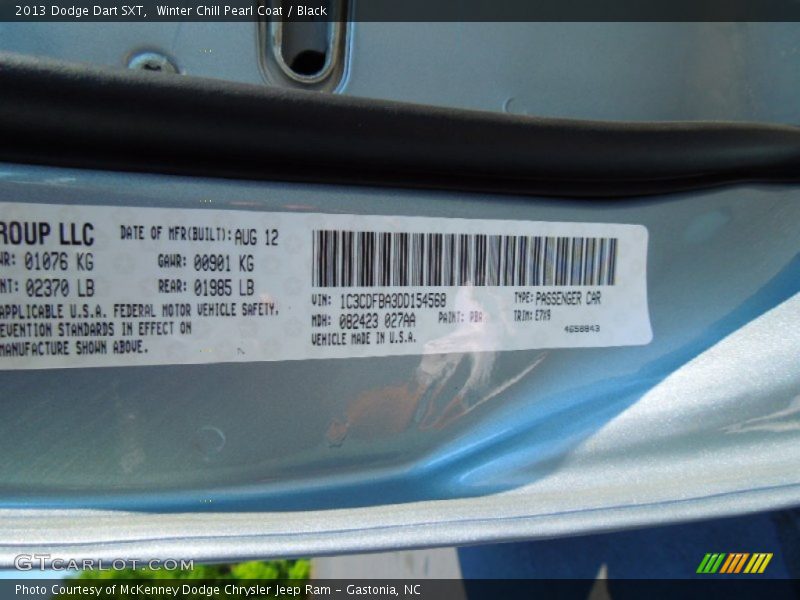 2013 Dodge Dart SXT, Winter Chill Pearl Coat / Black
ROUP LLC DATE OF MFR(BUILT): AUG 12
WR: 01076 KG GAWR: 00901 KG
NT: 02370 LB REAR: 01985 LB
APPLICABLE U.S.A. FEDERAL MOTOR VEHICLE SAFETY,
EVENTION STANDARDS IN EFFECT ON
MANUFACTURE SHOWN ABOVE.
VIN: 1C3CDFBA3DD154568 TYPE: PASSENGER CAR
MDH: 082423 027AA PAINT: PBA TRIM: E7X9
VEHICLE MADE IN U.S.A. 4658843
GTCARLOT.COM
Photo Courtesy of McKenney Dodge Chrysler Jeep Ram - Gastonia, NC